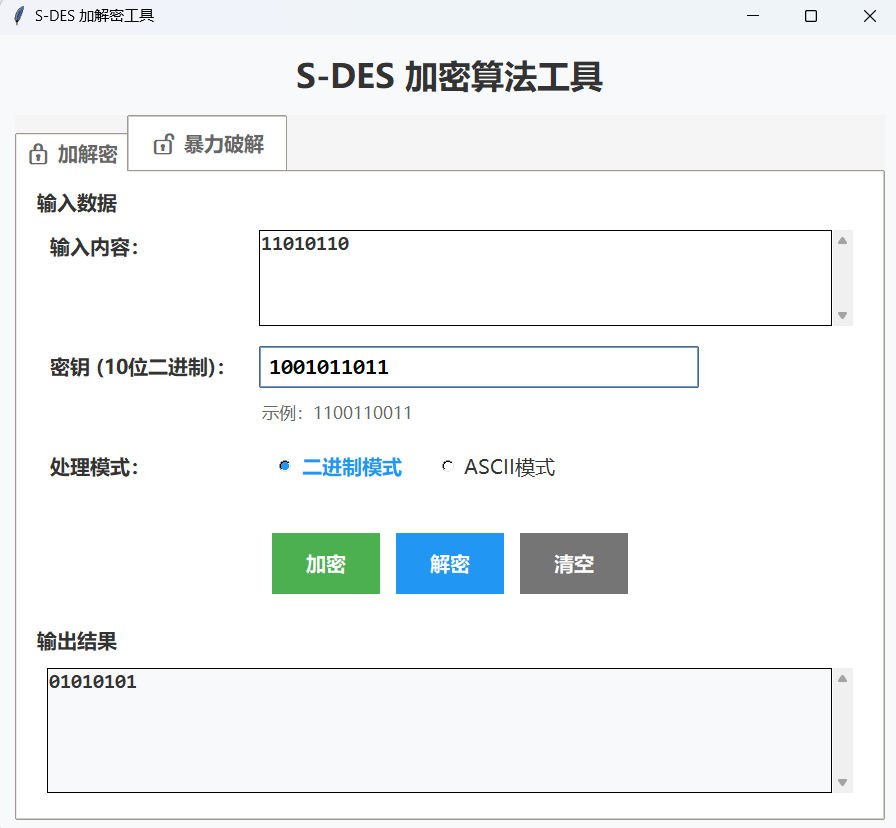 S-DES 加解密工具
S-DES 加密算法工具
加解密
暴力破解
输入数据
输入内容：
11010110
密钥 (10位二进制)：
1001011011
示例：1100110011
处理模式：
二进制模式
ASCII模式
加密
解密
清空
输出结果
01010101